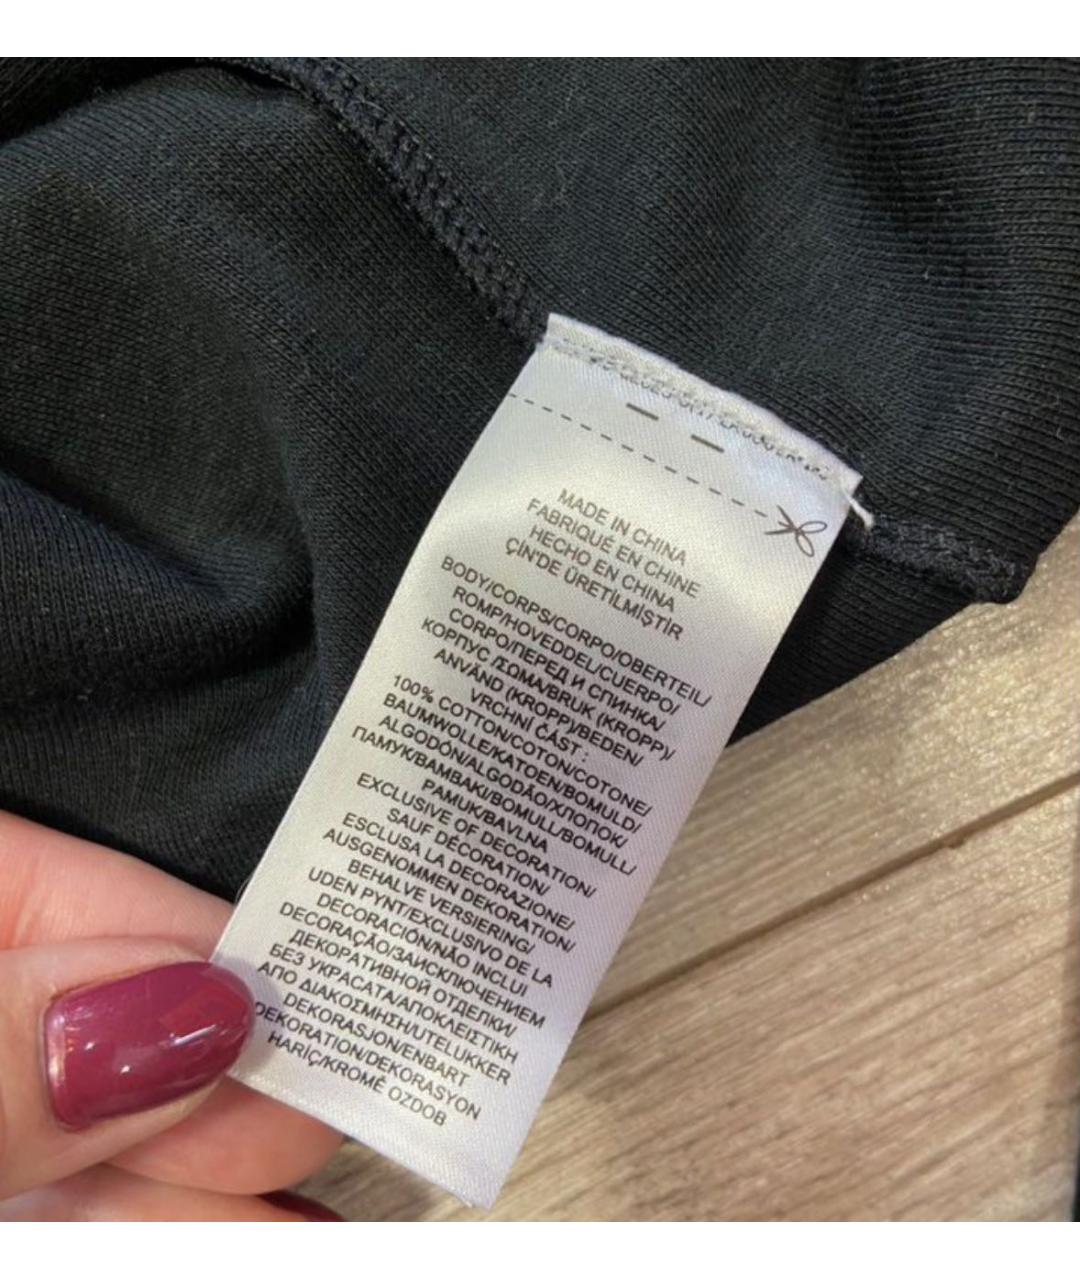 MADE IN CHINA
FABRIQUÉ EN CHINE
HECHO EN CHINA
ÇİN'DE ÜRETİLMİŞTİR
BODY/CORPS/CORPO/OBERTEIL/
ROMP/HOVEDDEL/CUERPO/
CORPO/ПЕРЕД И СПИНКА/
КОРПУС /ΣΩΜΑ/BRUK (KROPP)/
ANVÄND (KROPP)/BEDEN/
VRCHNÍ ČÁST :
100% COTTON/COTON/COTONE/
BAUMWOLLE/KATOEN/BOMULD/
ALGODÓN/ALGODÃO/ХЛОПОК/
ПАМУК/ΒΑΜΒΑΚΙ/BOMULL/BOMULL/
PAMUK/BAVLNA
EXCLUSIVE OF DECORATION/
SAUF DÉCORATION/
ESCLUSA LA DECORAZIONE/
AUSGENOMMEN DEKORATION/
BEHALVE VERSIERING/
UDEN PYNT/EXCLUSIVO DE LA
DECORACIÓN/NÃO INCLUI
DECORAÇÃO/ЗАИСКЛЮЧЕНИЕМ
ДЕКОРАТИВНОЙ ОТДЕЛКИ/
БЕЗ УКРАСАТА/ΑΠΟΚΛΕΙΣΤΙΚΗ
ΑΠΟ ΔΙΑΚΟΣΜΗΣΗ/UTELUKKER
DEKORASJON/ENBART
DEKORATION/DEKORASYON
HARİÇ/KROMĚ OZDOB